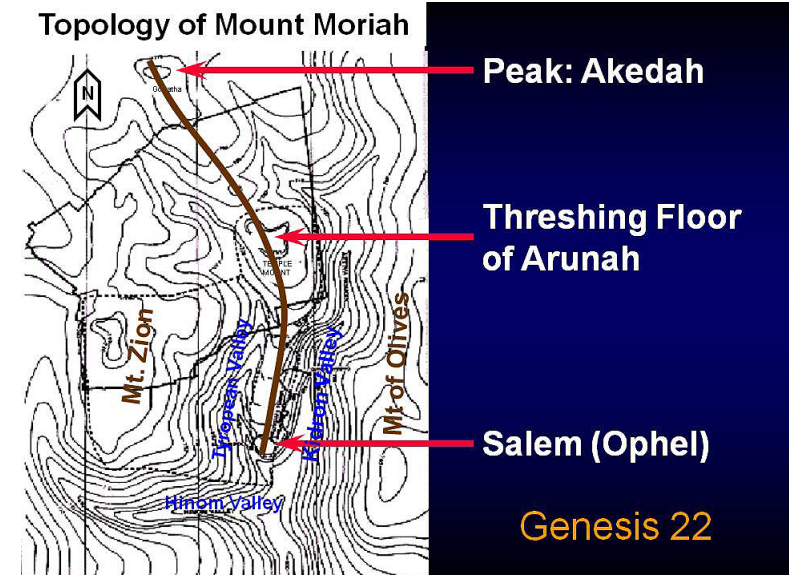 Topology of Mount Moriah
Peak: Akedah
N
Golgatha
Threshing Floor
of Arunah
TEMPLE
MOUNT
Mt. Zion
Tyropean Valley
Kidron Valley
Mt of Olives
Salem (Ophel)
Hinom Valley
Genesis 22